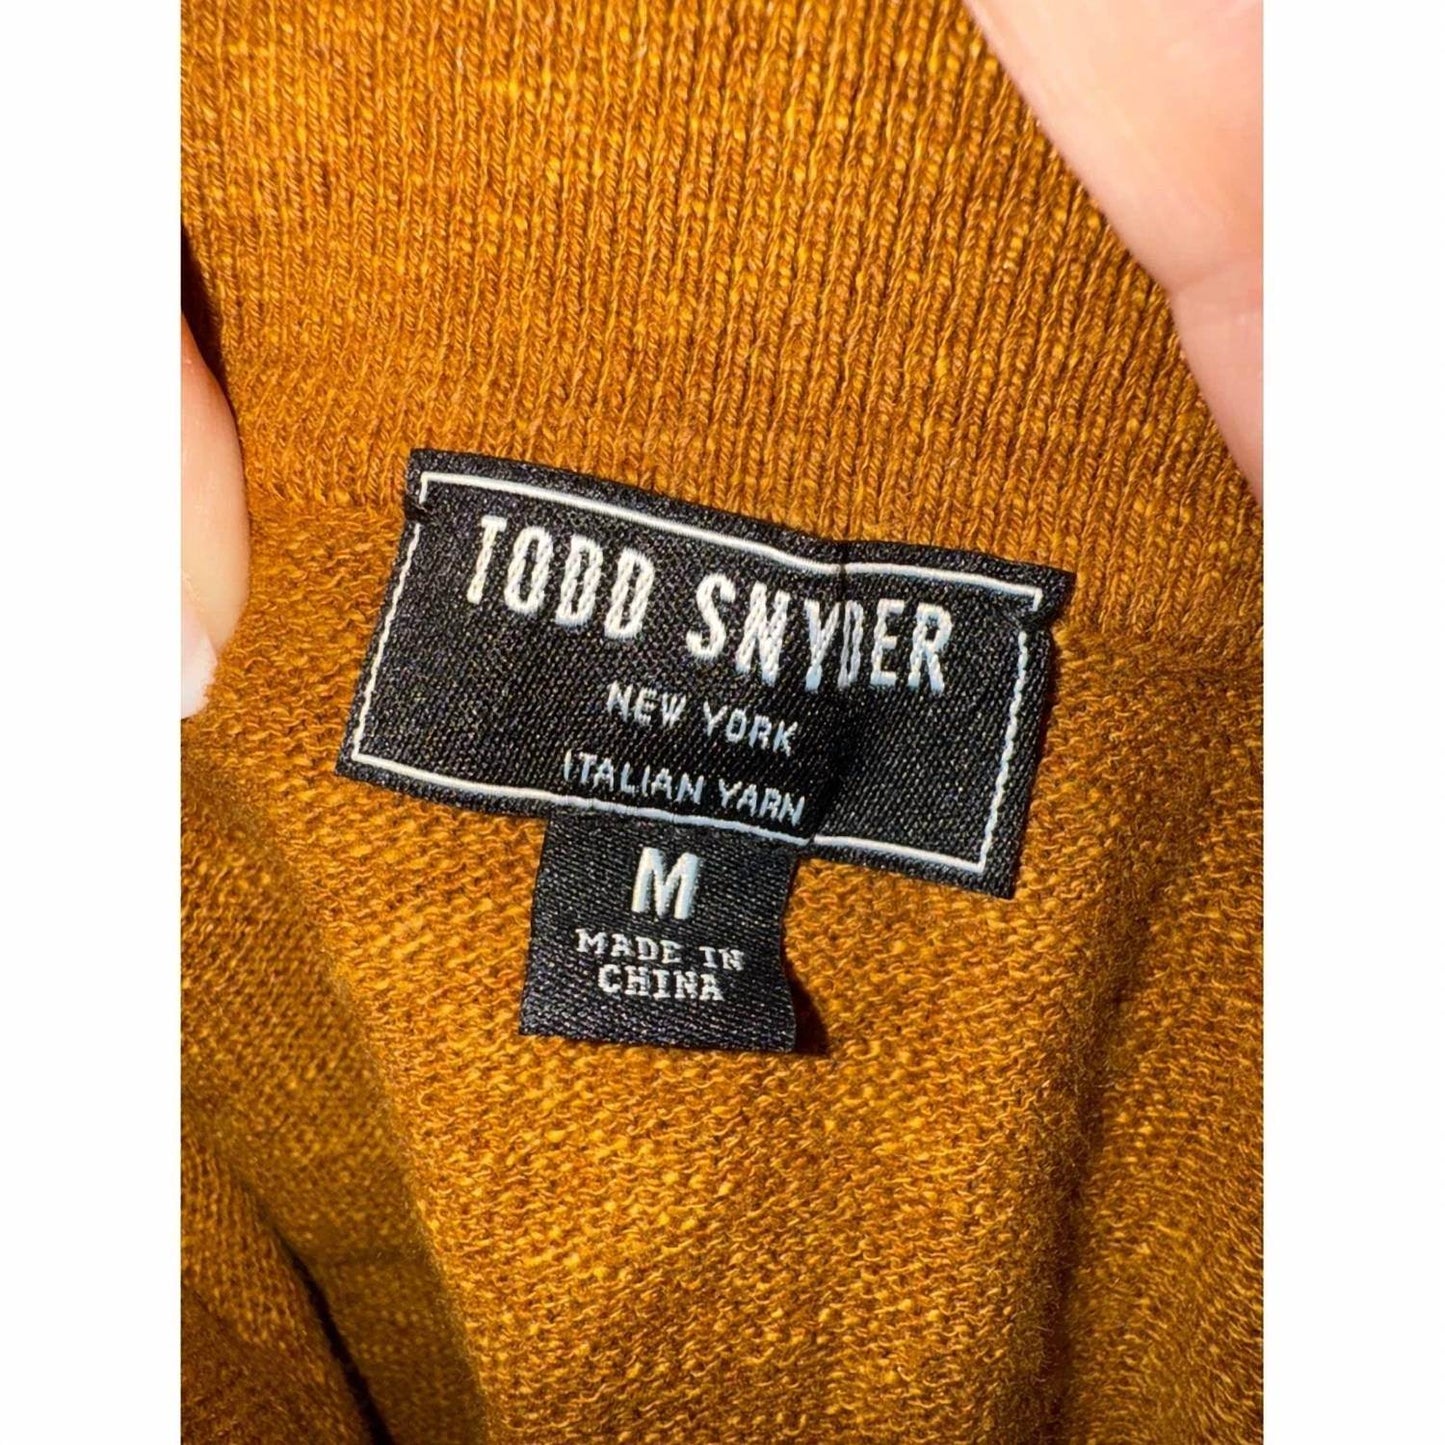 TODD SNYDER
NEW YORK
ITALIAN YARN
M
MADE IN
CHINA